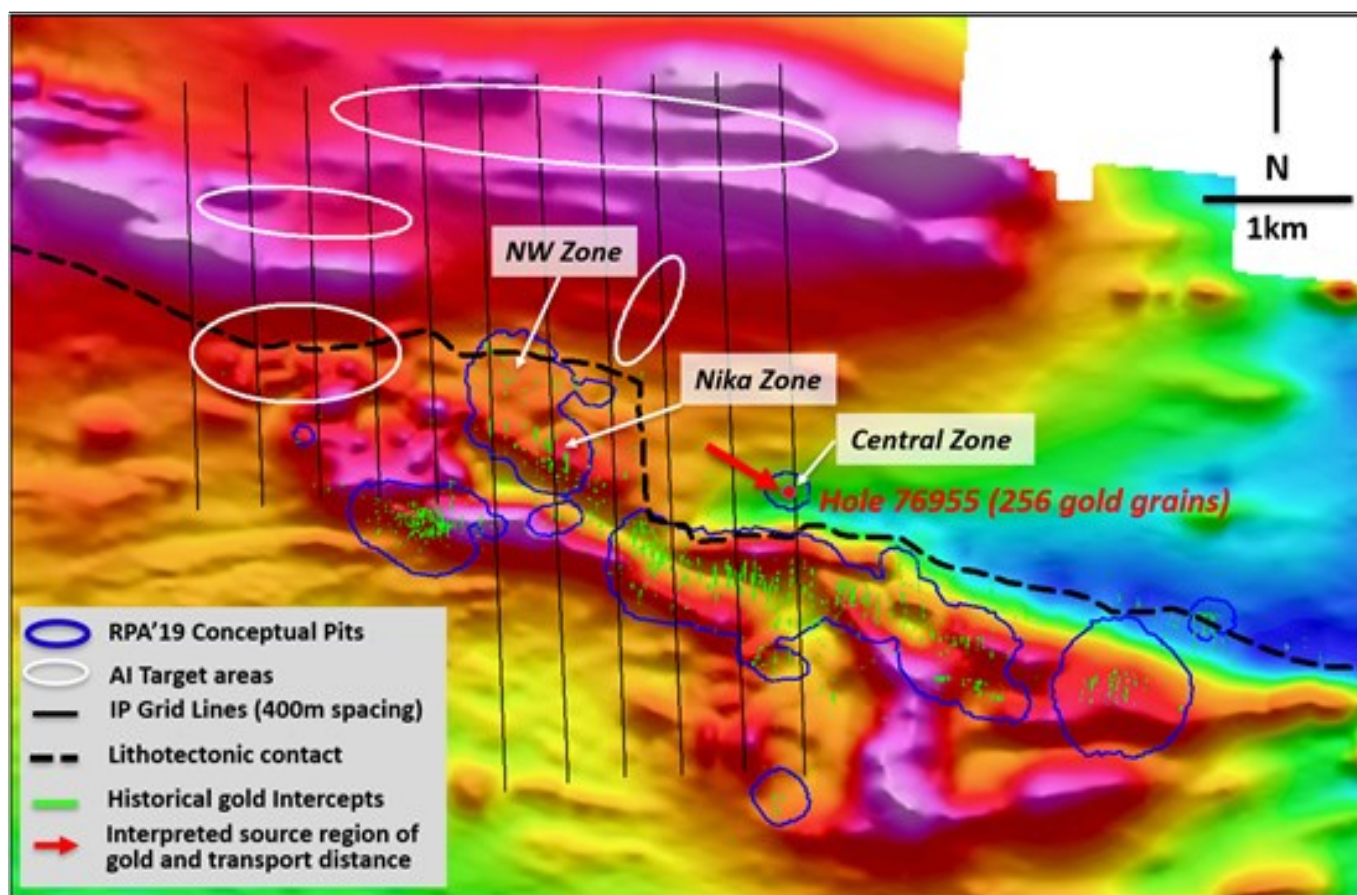 N
1km
NW Zone
Nika Zone
Central Zone
Hole 76955 (256 gold grains)
RPA'19 Conceptual Pits
AI Target areas
IP Grid Lines (400m spacing)
Lithotectonic contact
Historical gold Intercepts
Interpreted source region of
gold and transport distance